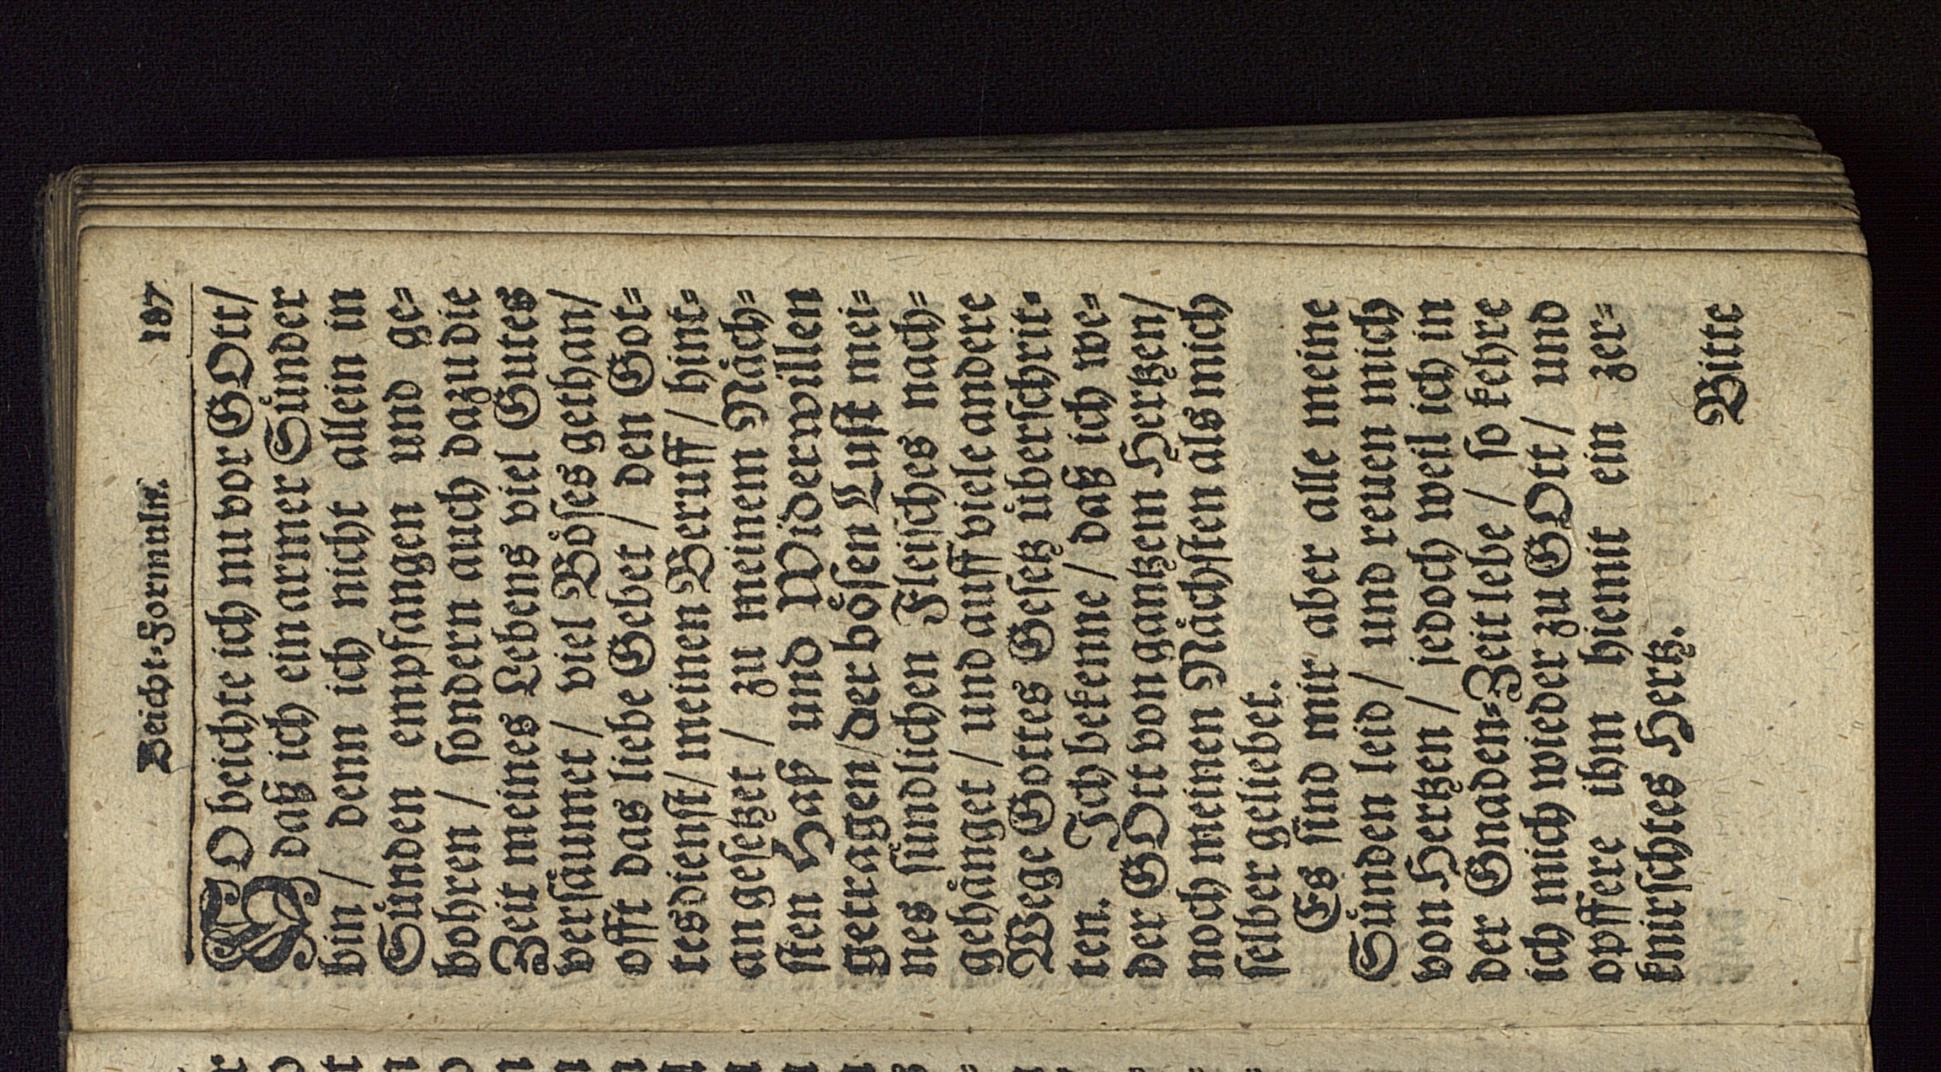 Beicht-Formuln. 187
SO beichte ich nu vor GOtt/
daß ich ein armer Sünder
bin / denn ich nicht allein in
Sünden empfangen und ge-
bohren / sondern auch dazu die
Zeit meines Lebens viel Gutes
versäumet / viel Böses gethan/
offt das liebe Gebet / den Got-
tesdienst/ meinen Beruff / hint-
angesetzet / zu meinem Näch-
sten Haß und Widerwillen
getragen/ der bösen Lust mei-
nes sündlichen Fleisches nach-
gehänget / und auff viele andere
Wege Gottes Gesetz überschrit-
ten. Ich bekenne / daß ich we-
der GOtt von gantzem Hertzen/
noch meinen Nächsten als mich
selber geliebet.
Es sind mir aber alle meine
Sünden leid / und reuen mich
von Hertzen / jedoch weil ich in
der Gnaden-Zeit lebe / so kehre
ich mich wieder zu GOtt / und
opffere ihm hiemit ein zer-
knirschtes Hertz.
Bitte